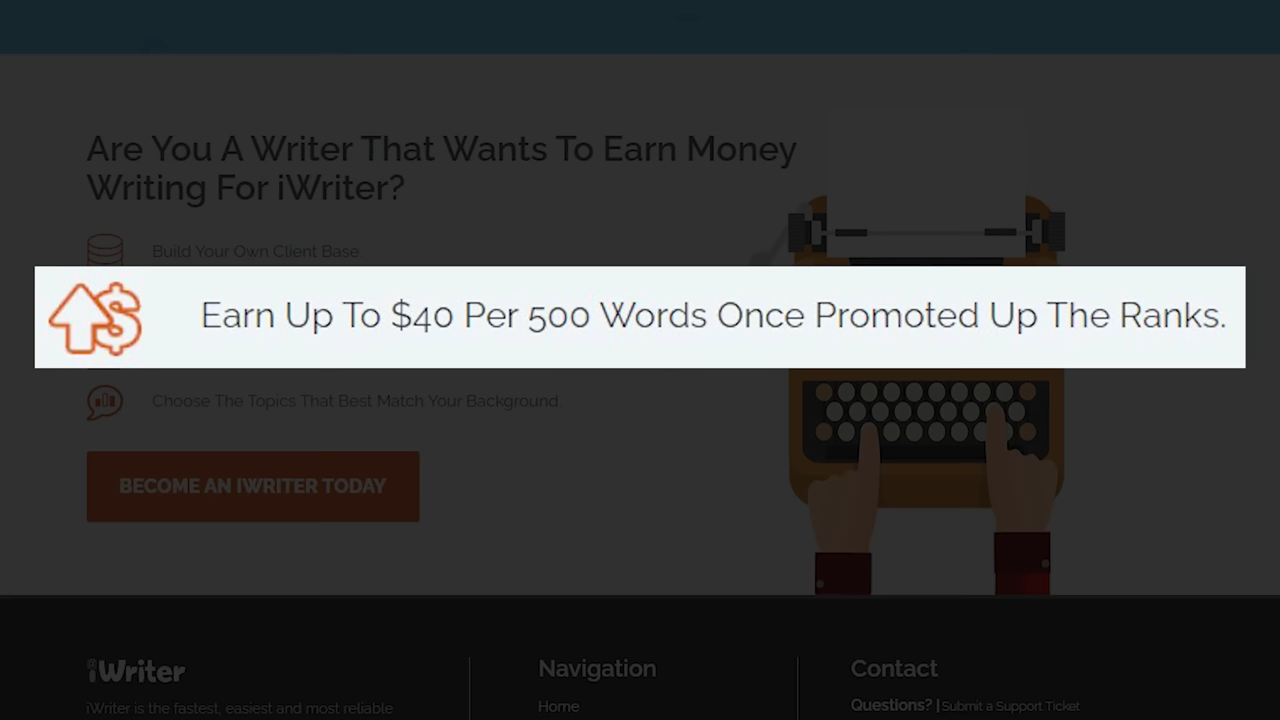 Are You A Writer That Wants To Earn Money
Writing For iWriter?
Build Your Own Client Base
Earn Up To $40 Per 500 Words Once Promoted Up The Ranks.
Choose The Topics That Best Match Your Background.
BECOME AN IWRITER TODAY
iWriter
iWriter is the fastest, easiest and most reliable
Navigation
Home
Contact
Questions? | Submit a Support Ticket